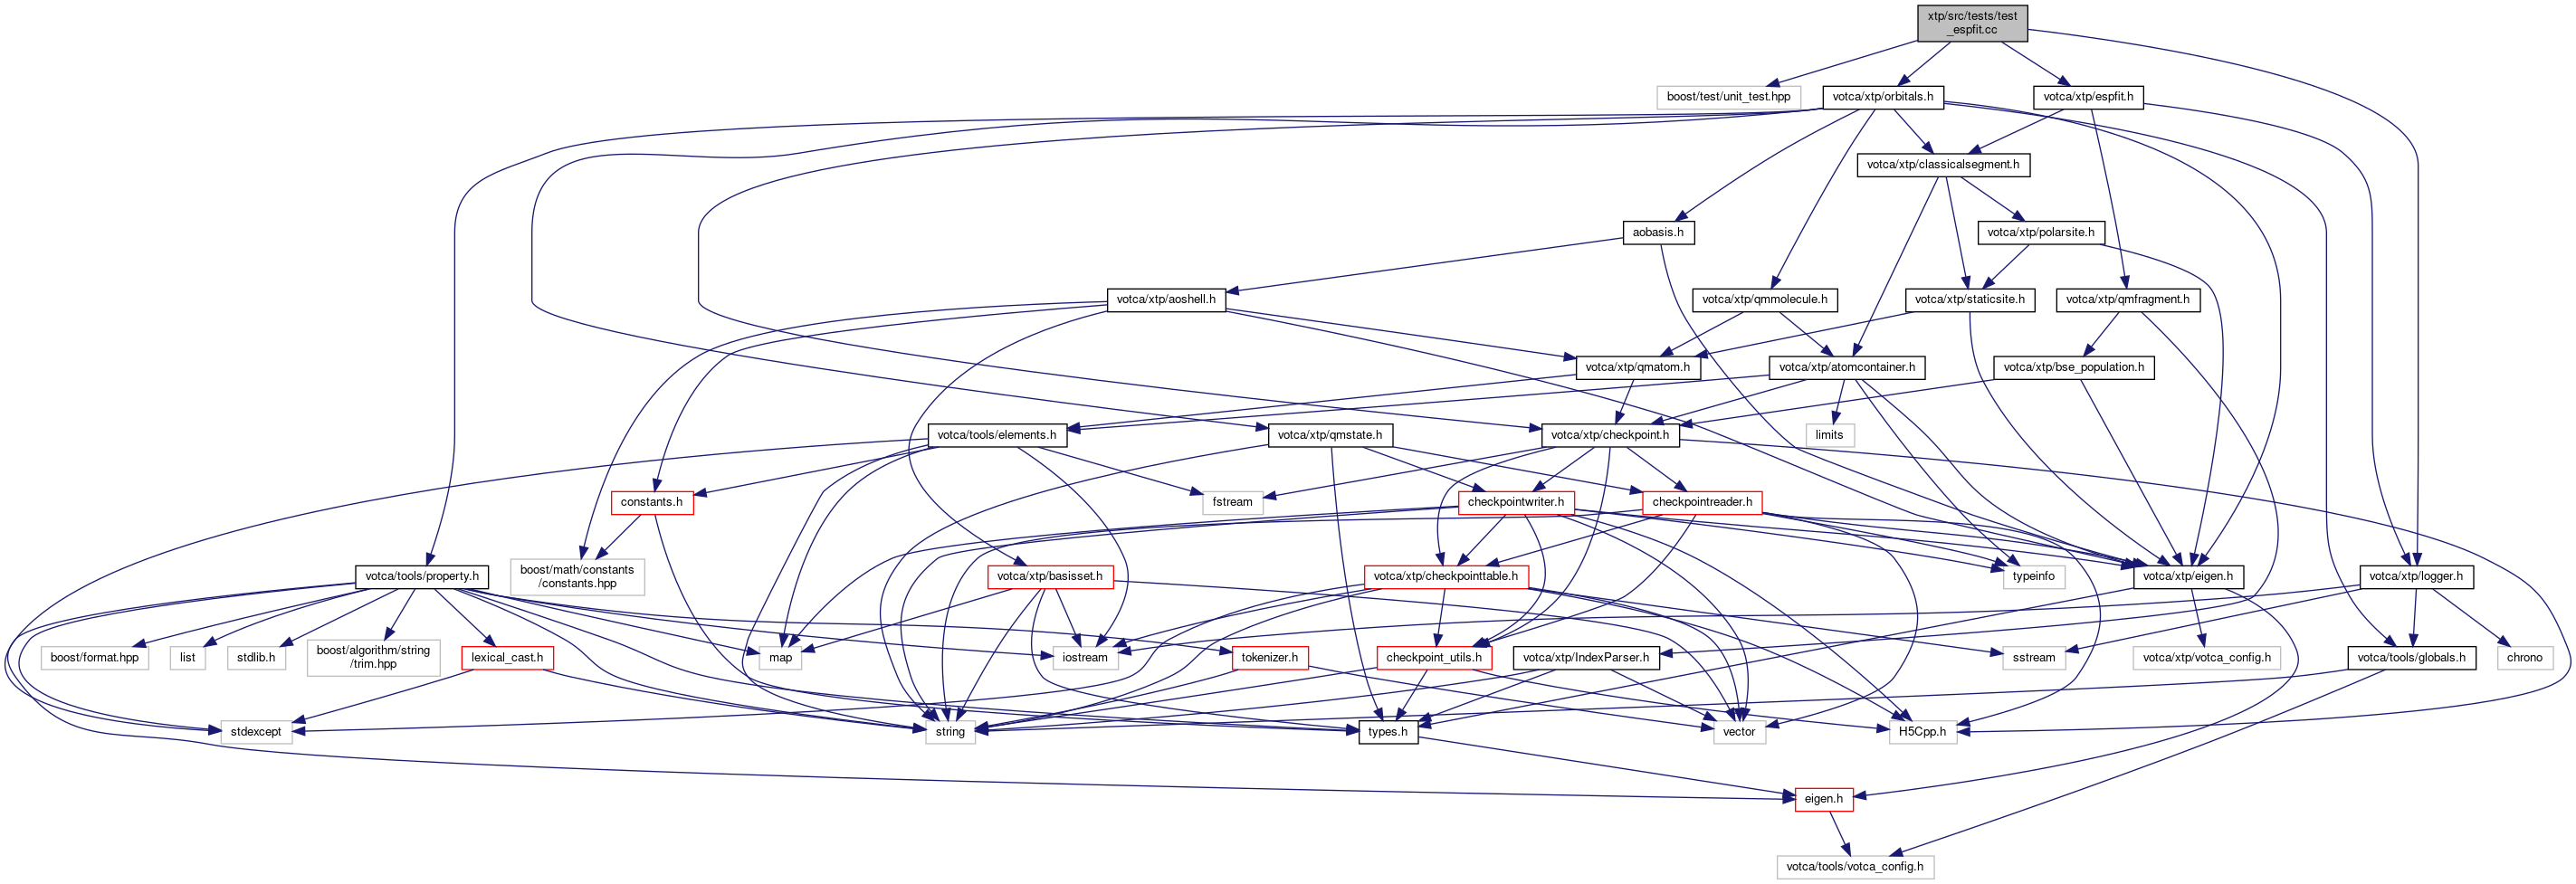 xtp/src/tests/test
_espfit.cc
boost/test/unit_test.hpp
votca/xtp/orbitals.h
votca/xtp/espfit.h
votca/xtp/classicalsegment.h
aobasis.h
votca/xtp/polarsite.h
votca/xtp/aoshell.h
votca/xtp/qmmolecule.h
votca/xtp/staticsite.h
votca/xtp/qmfragment.h
votca/xtp/qmatom.h
votca/xtp/atomcontainer.h
votca/xtp/bse_population.h
votca/tools/elements.h
votca/xtp/qmstate.h
votca/xtp/checkpoint.h
limits
constants.h
fstream
checkpointwriter.h
checkpointreader.h
votca/tools/property.h
boost/math/constants
/constants.hpp
votca/xtp/basisset.h
votca/xtp/checkpointtable.h
typeinfo
votca/xtp/eigen.h
votca/xtp/logger.h
boost/format.hpp
list
stdlib.h
boost/algorithm/string
/trim.hpp
lexical_cast.h
map
iostream
tokenizer.h
checkpoint_utils.h
votca/xtp/IndexParser.h
sstream
votca/xtp/votca_config.h
votca/tools/globals.h
chrono
stdexcept
string
types.h
vector
H5Cpp.h
eigen.h
votca/tools/votca_config.h